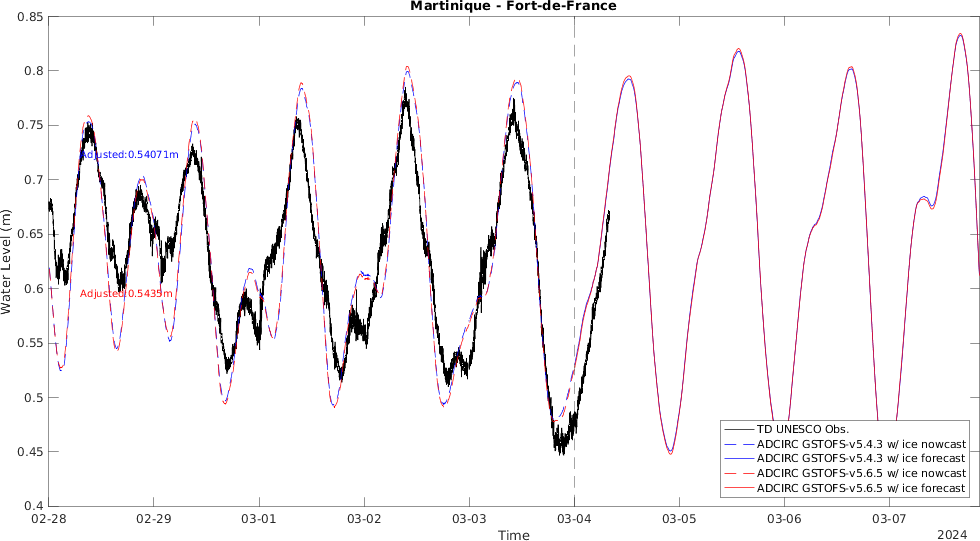 Martinique - Fort-de-France
0.85
0.8
0.75
0.7
0.65
0.6
0.55
0.5
0.45
0.4
Water Level (m)
Adjusted:0.54071m
Adjusted:0.5435m
TD UNESCO Obs.
ADCIRC GSTOFS-v5.4.3 w/ ice nowcast
ADCIRC GSTOFS-v5.4.3 w/ ice forecast
ADCIRC GSTOFS-v5.6.5 w/ ice nowcast
ADCIRC GSTOFS-v5.6.5 w/ ice forecast
02-28 02-29 03-01 03-02 03-03 03-04 03-05 03-06 03-07
Time
2024